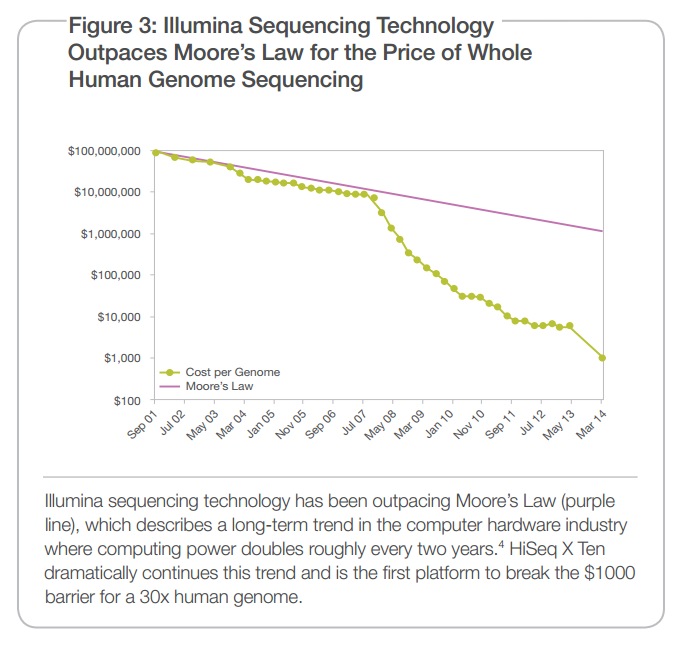 Figure 3: Illumina Sequencing Technology
Outpaces Moore's Law for the Price of Whole
Human Genome Sequencing
$100,000,000
$10,000,000
$1,000,000
$100,000
$10,000
$1,000
$100
Cost per Genome
Moore's Law
Sep 01
Jul 02
May 03
Mar 04
Jan 05
Nov 05
Sep 06
Jul 07
May 08
Mar 09
Jan 10
Nov 10
Sep 11
Jul 12
May 13
Mar 14
Illumina sequencing technology has been outpacing Moore's Law (purple
line), which describes a long-term trend in the computer hardware industry
where computing power doubles roughly every two years.⁴ HiSeq X Ten
dramatically continues this trend and is the first platform to break the $1000
barrier for a 30x human genome.